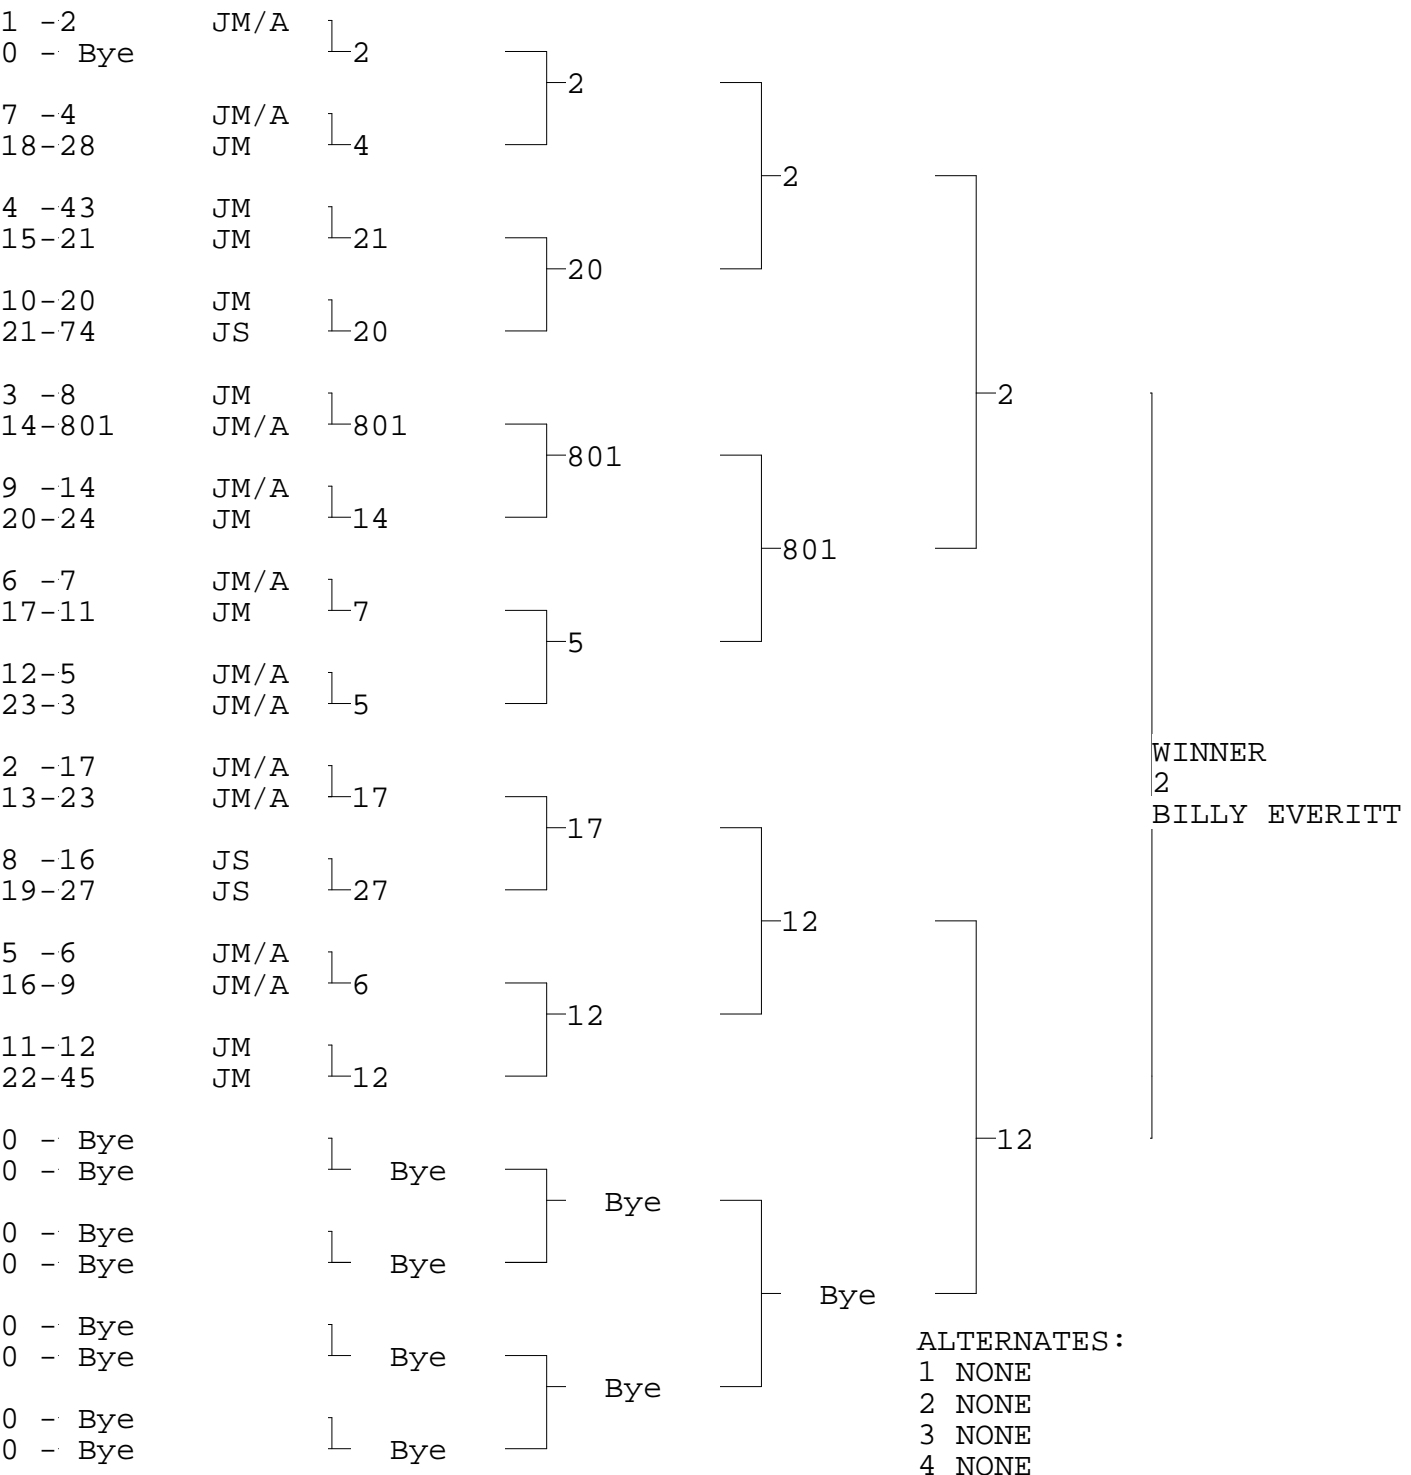 1 -2 JM/A
0 - Bye 2
2
7 -4 JM/A
18-28 JM 4
2
4 -43 JM
15-21 JM 21
20
10-20 JM
21-74 JS 20
3 -8 JM 2
14-801 JM/A 801
801
9 -14 JM/A
20-24 JM 14
801
6 -7 JM/A
17-11 JM 7
5
12-5 JM/A
23-3 JM/A 5
WINNER
2 -17 JM/A
2
13-23 JM/A 17
BILLY EVERITT
17
8 -16 JS
19-27 JS 27
12
5 -6 JM/A
16-9 JM/A 6
12
11-12 JM
22-45 JM 12
0 - Bye 12
0 - Bye Bye
Bye
0 - Bye
0 - Bye Bye
Bye
0 - Bye
ALTERNATES:
0 - Bye Bye
1 NONE
Bye
2 NONE
0 - Bye
3 NONE
0 - Bye Bye
4 NONE